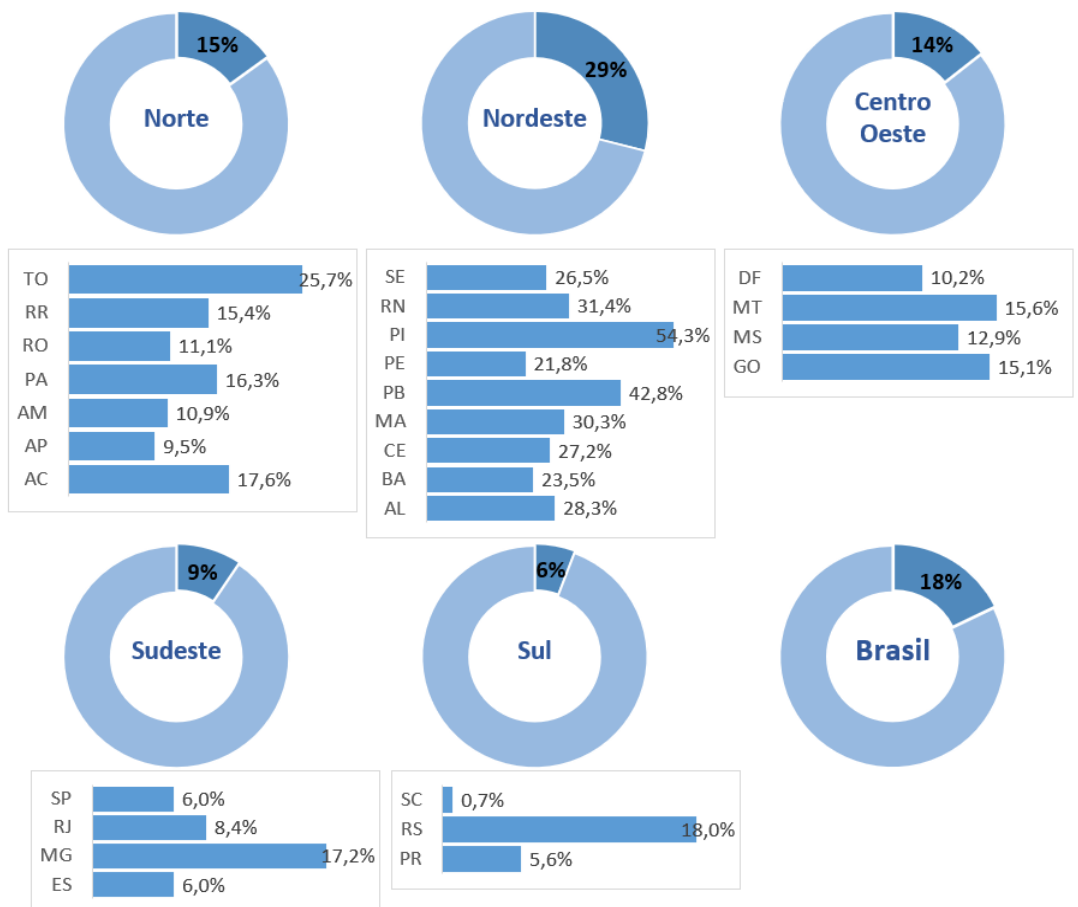 15%
Norte
29%
Nordeste
14%
Centro
Oeste
TO 25,7%
RR 15,4%
RO 11,1%
PA 16,3%
AM 10,9%
AP 9,5%
AC 17,6%
SE 26,5%
RN 31,4%
PI 54,3%
PE 21,8%
PB 42,8%
MA 30,3%
CE 27,2%
BA 23,5%
AL 28,3%
DF 10,2%
MT 15,6%
MS 12,9%
GO 15,1%
9%
Sudeste
6%
Sul
18%
Brasil
SP 6,0%
RJ 8,4%
MG 17,2%
ES 6,0%
SC 0,7%
RS 18,0%
PR 5,6%